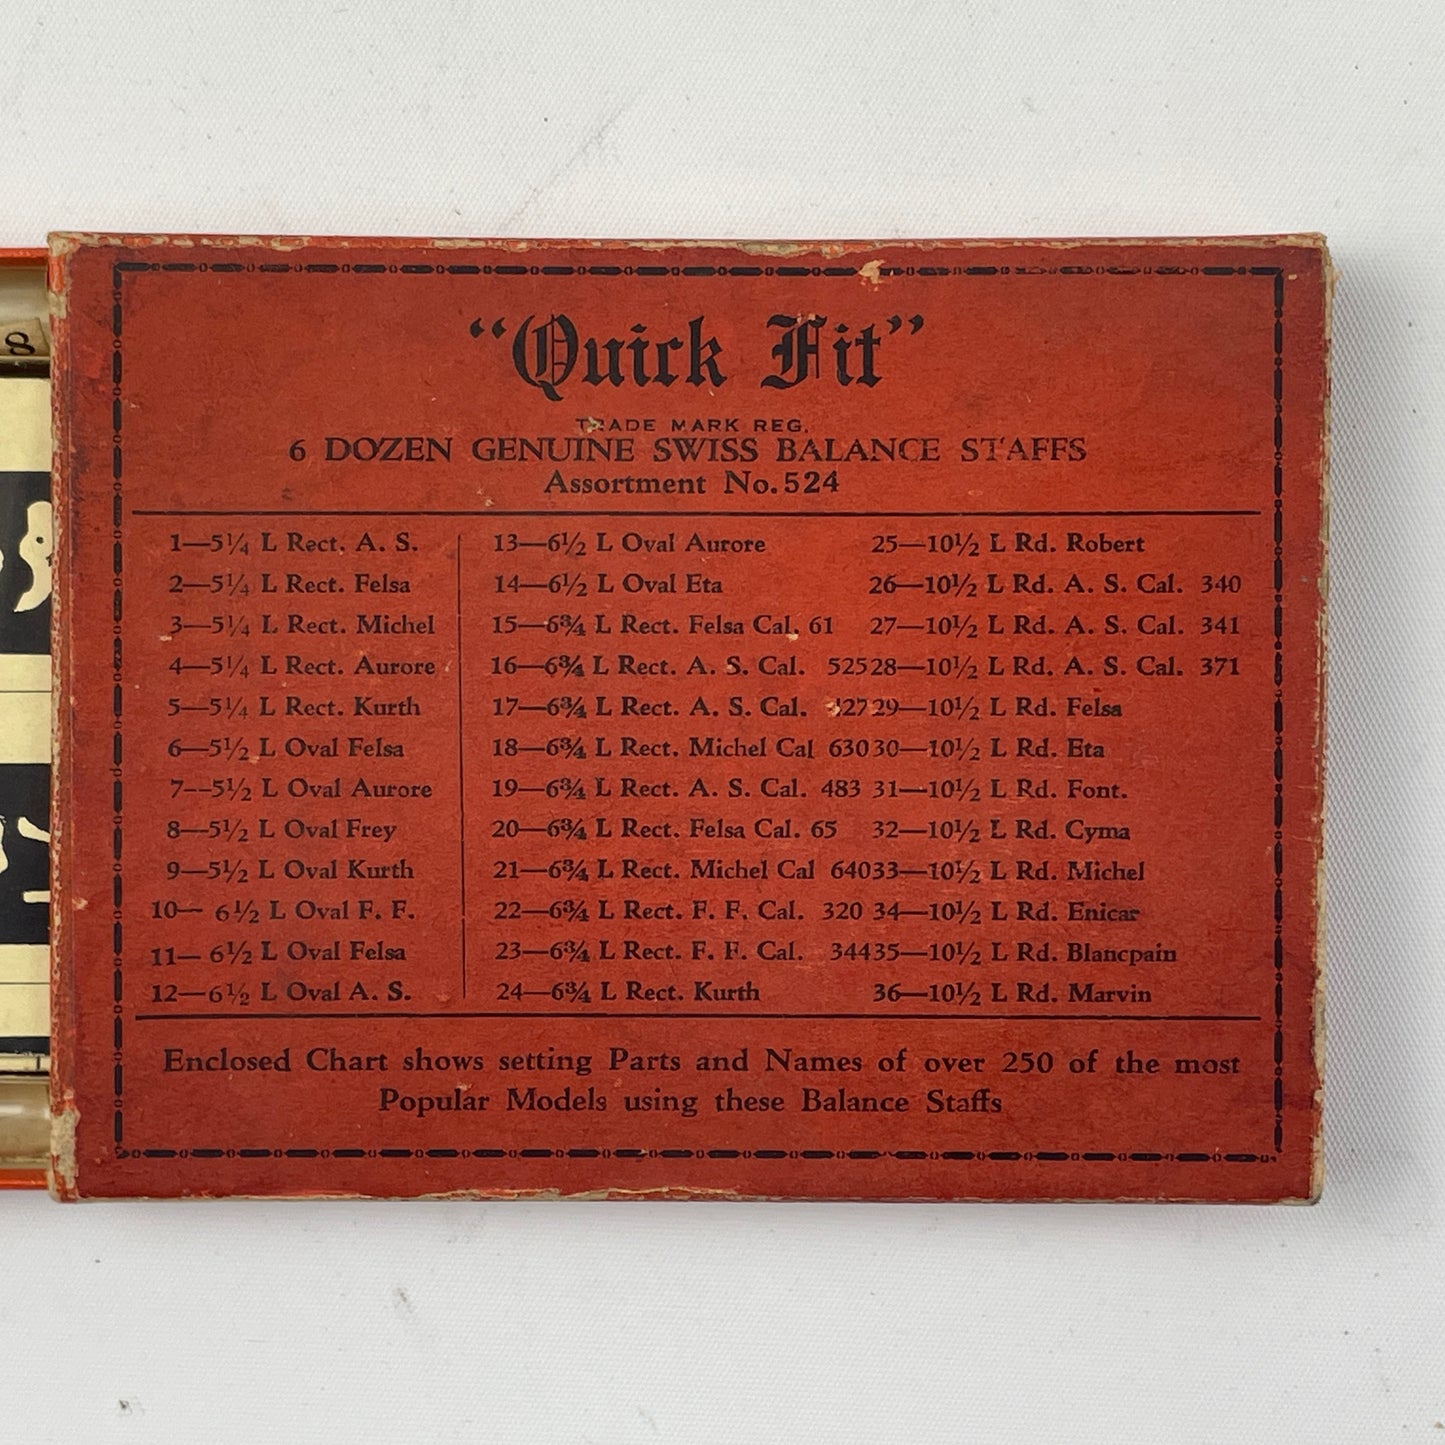 8
"Quick Fit"
TRADE MARK REG.
6 DOZEN GENUINE SWISS BALANCE STAFFS
Assortment No. 524
1—5¼ L Rect. A. S.
2—5¼ L Rect. Felsa
3—5¼ L Rect. Michel
4—5¼ L Rect. Aurore
5—5¼ L Rect. Kurth
6—5½ L Oval Felsa
7--5½ L Oval Aurore
8—5½ L Oval Frey
9—5½ L Oval Kurth
10— 6½ L Oval F. F.
11— 6½ L Oval Felsa
12—6½ L Oval A. S.
13—6½ L Oval Aurore
14—6½ L Oval Eta
15—6¾ L Rect. Felsa Cal. 61
16—6¾ L Rect. A. S. Cal. 525
17—6¾ L Rect. A. S. Cal.
18—6¾ L Rect. Michel Cal 630
19—6¾ L Rect. A. S. Cal. 483
20—6¾ L Rect. Felsa Cal. 65
21—6¾ L Rect. Michel Cal 640
22—6¾ L Rect. F. F. Cal. 320
23—6¾ L Rect. F. F. Cal. 344
24—6¾ L Rect. Kurth
25—10½ L Rd. Robert
26—10½ L Rd. A. S. Cal. 340
27—10½ L Rd. A. S. Cal. 341
28—10½ L Rd. A. S. Cal. 371
29—10½ L Rd. Felsa
30—10½ L Rd. Eta
31—10½ L Rd. Font.
32—10½ L Rd. Cyma
33—10½ L Rd. Michel
34—10½ L Rd. Enicar
35—10½ L Rd. Blancpain
36—10½ L Rd. Marvin
Enclosed Chart shows setting Parts and Names of over 250 of the most
Popular Models using these Balance Staffs